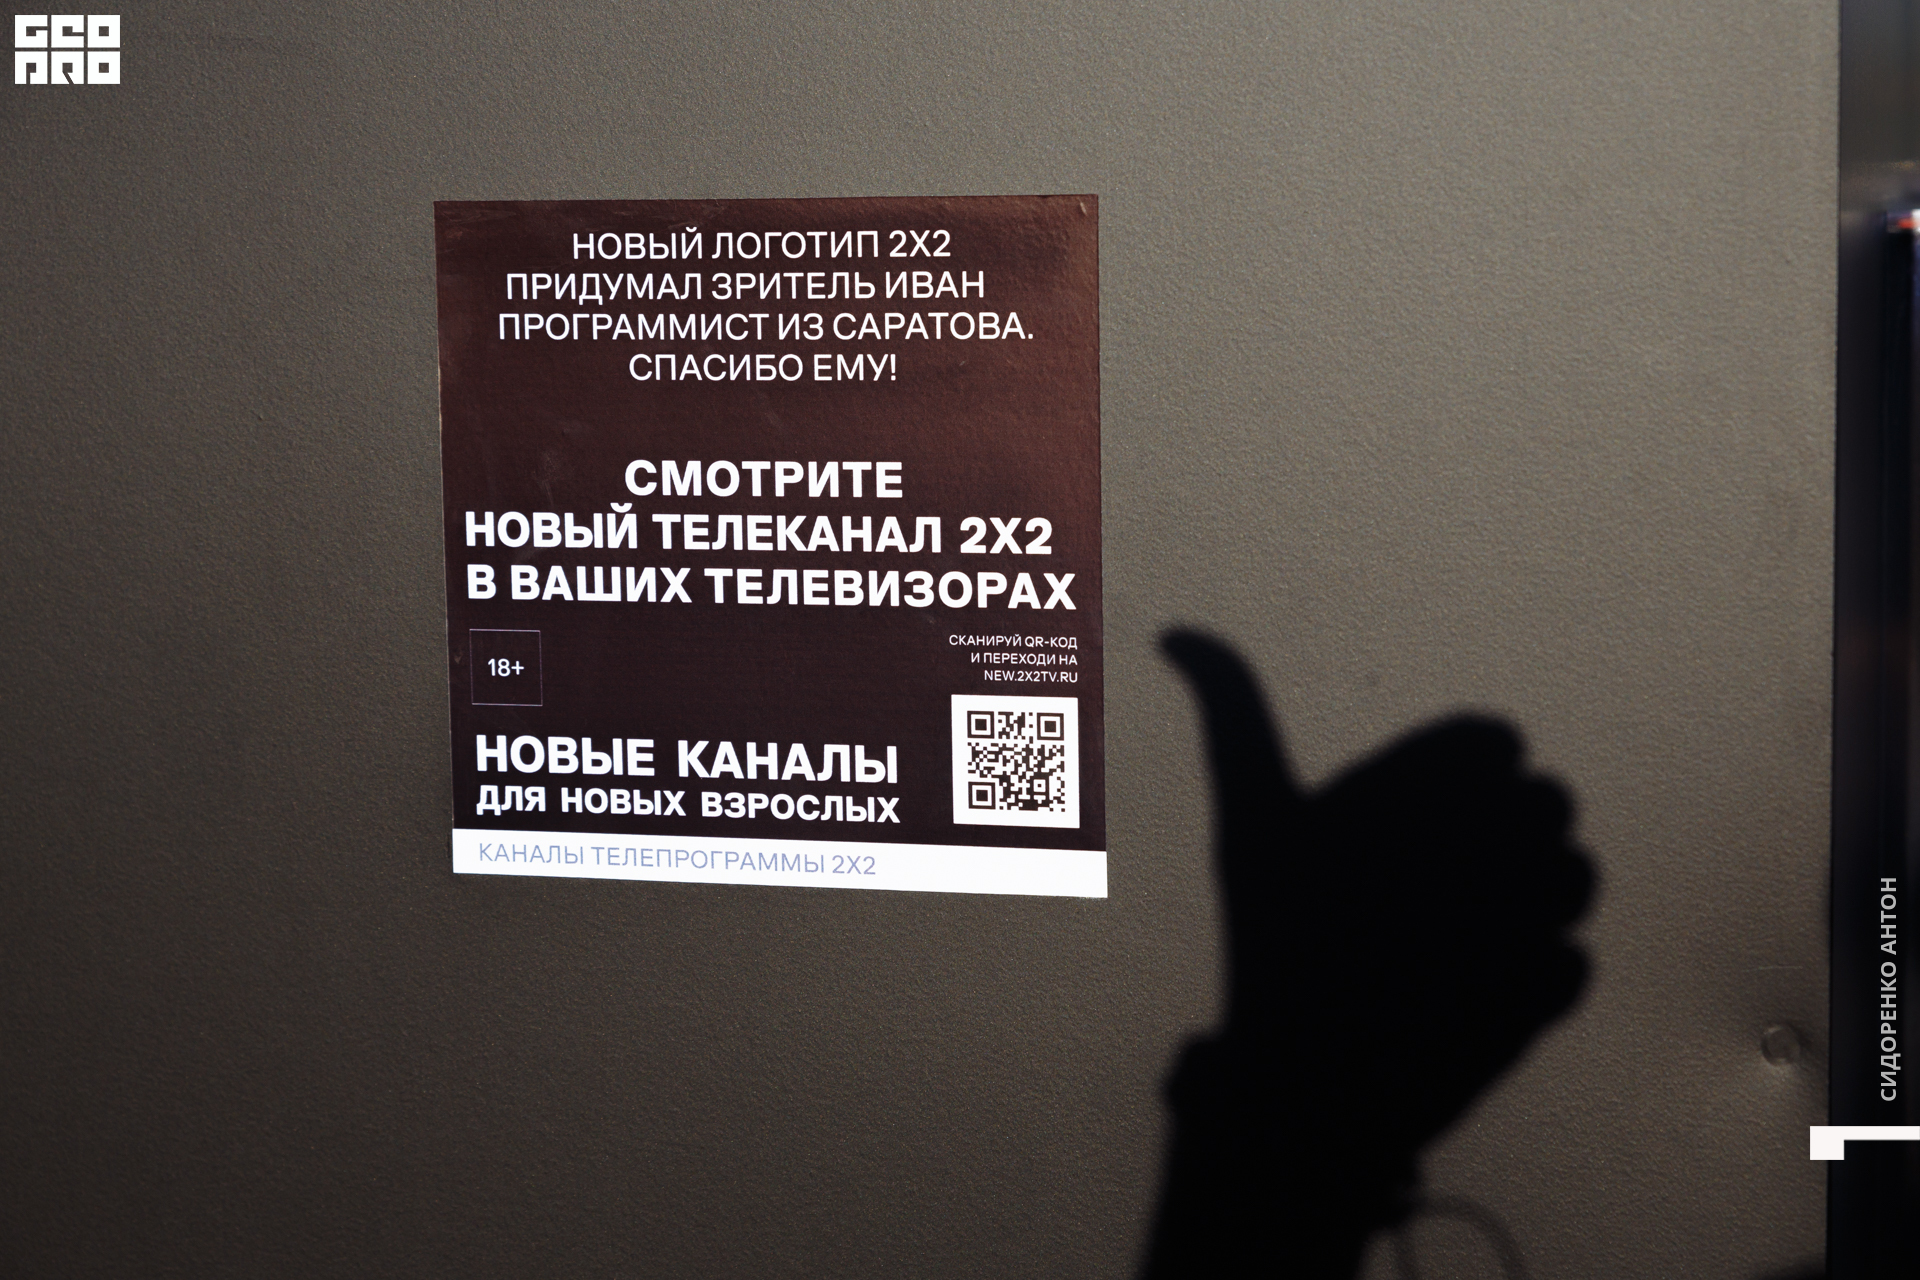 GEO
PRO
НОВЫЙ ЛОГОТИП 2Х2
ПРИДУМАЛ ЗРИТЕЛЬ ИВАН
ПРОГРАММИСТ ИЗ САРАТОВА.
СПАСИБО ЕМУ!
СМОТРИТЕ
НОВЫЙ ТЕЛЕКАНАЛ 2Х2
В ВАШИХ ТЕЛЕВИЗОРАХ
СКАНИРУЙ QR-КОД
И ПЕРЕХОДИ НА
NEW.2X2TV.RU
18+
НОВЫЕ КАНАЛЫ
ДЛЯ НОВЫХ ВЗРОСЛЫХ
КАНАЛЫ ТЕЛЕПРОГРАММЫ 2Х2
СИДОРЕНКО АНТОН